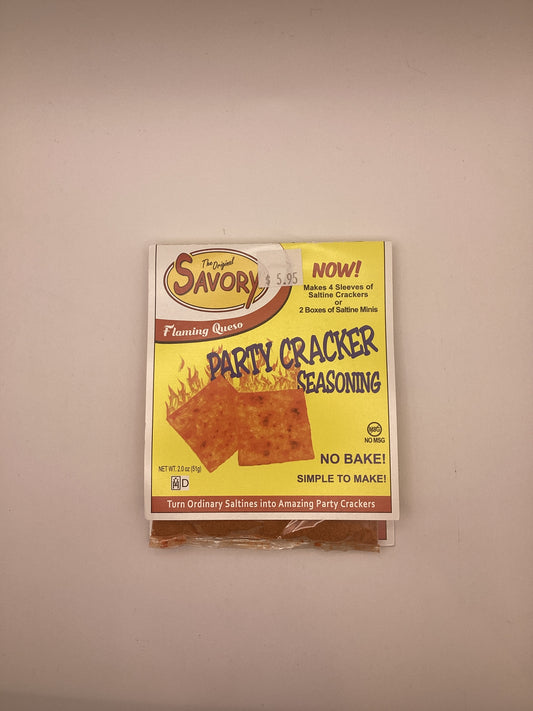 The Original
SAVORY
$ 5.95
Flaming Queso
NOW!
Makes 4 Sleeves of
Saltine Crackers
or
2 Boxes of Saltine Minis
PARTY CRACKER
SEASONING
MSG
NO MSG
NO BAKE!
SIMPLE TO MAKE!
NET WT. 2.0 oz (51g)
D
Turn Ordinary Saltines into Amazing Party Crackers